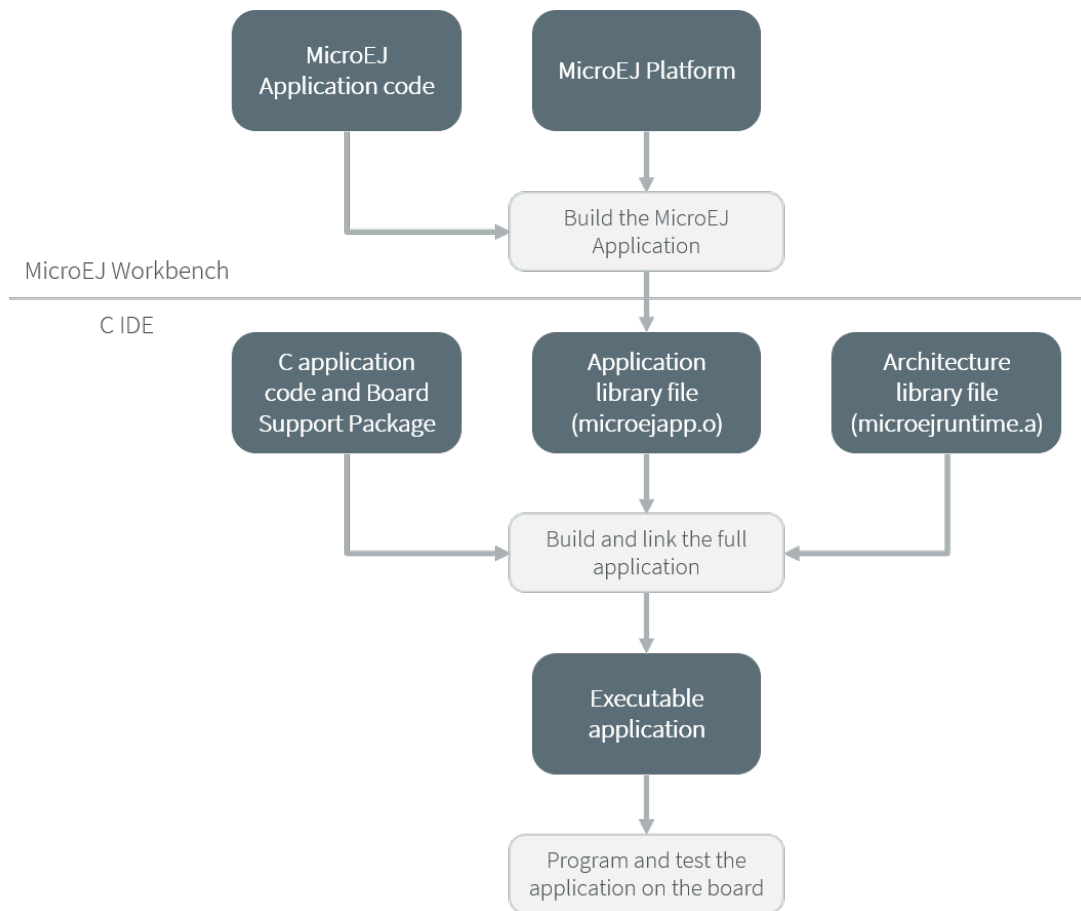 MicroEJ
Application code
MicroEJ Platform
Build the MicroEJ
Application
MicroEJ Workbench
C IDE
C application
code and Board
Support Package
Application
library file
(microejapp.o)
Architecture
library file
(microejruntime.a)
Build and link the full
application
Executable
application
Program and test the
application on the board